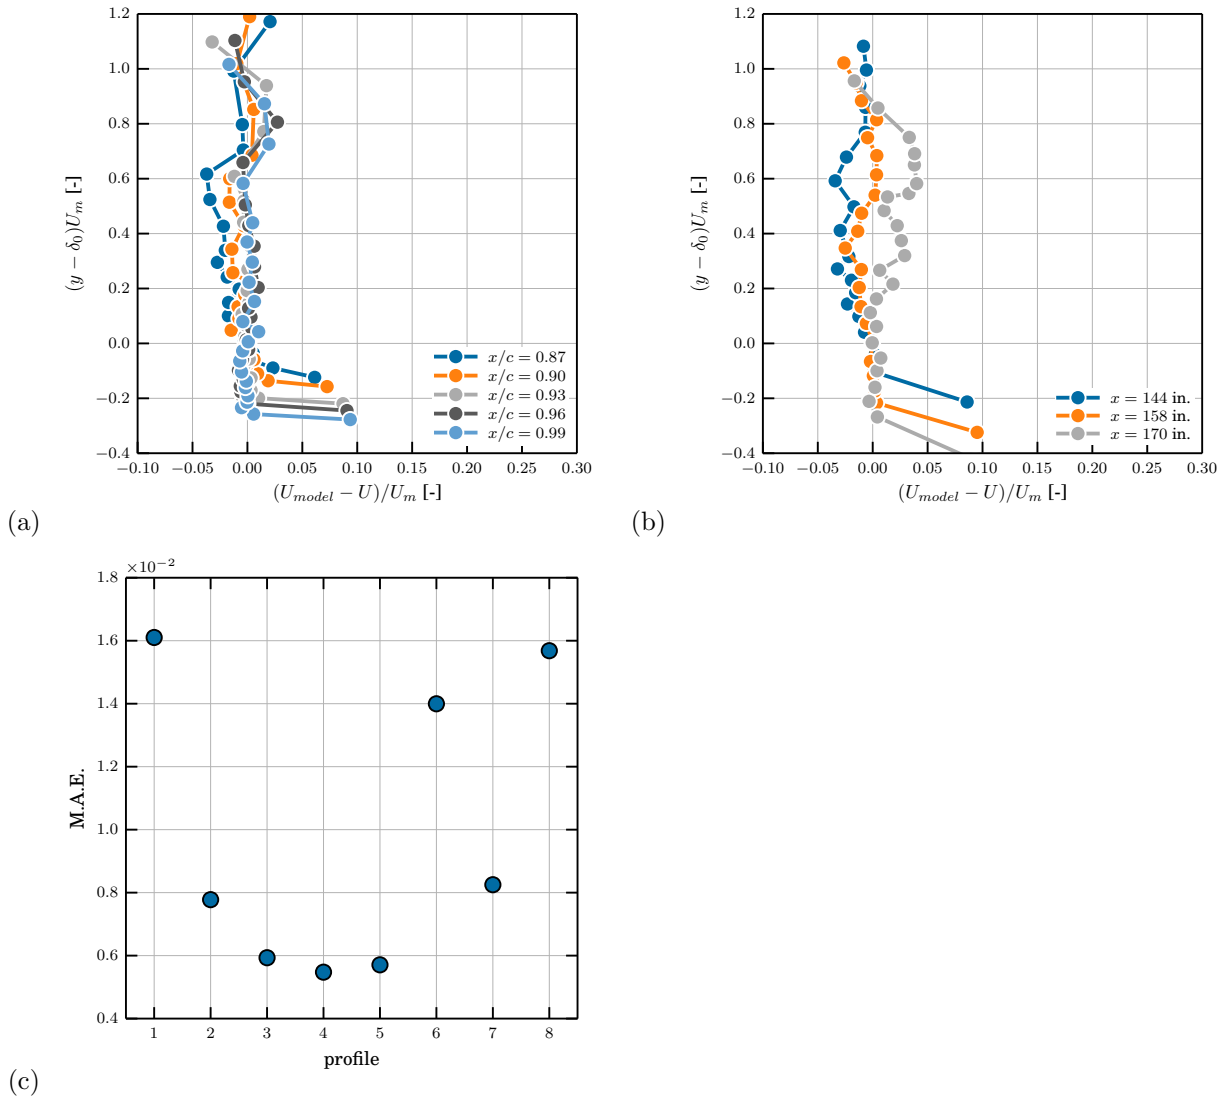 1.2
1.0
0.8
0.6
0.4
0.2
0.0
−0.2
−0.4
(y − δ₀)U_m [-]
x/c = 0.87
x/c = 0.90
x/c = 0.93
x/c = 0.96
x/c = 0.99
−0.10 −0.05 0.00 0.05 0.10 0.15 0.20 0.25 0.30
(U_model − U)/U_m [-]
(a)
1.2
1.0
0.8
0.6
0.4
0.2
0.0
−0.2
−0.4
(y − δ₀)U_m [-]
x = 144 in.
x = 158 in.
x = 170 in.
−0.10 −0.05 0.00 0.05 0.10 0.15 0.20 0.25 0.30
(U_model − U)/U_m [-]
(b)
×10⁻²
1.8
1.6
1.4
1.2
1.0
0.8
0.6
0.4
M.A.E.
1 2 3 4 5 6 7 8
profile
(c)